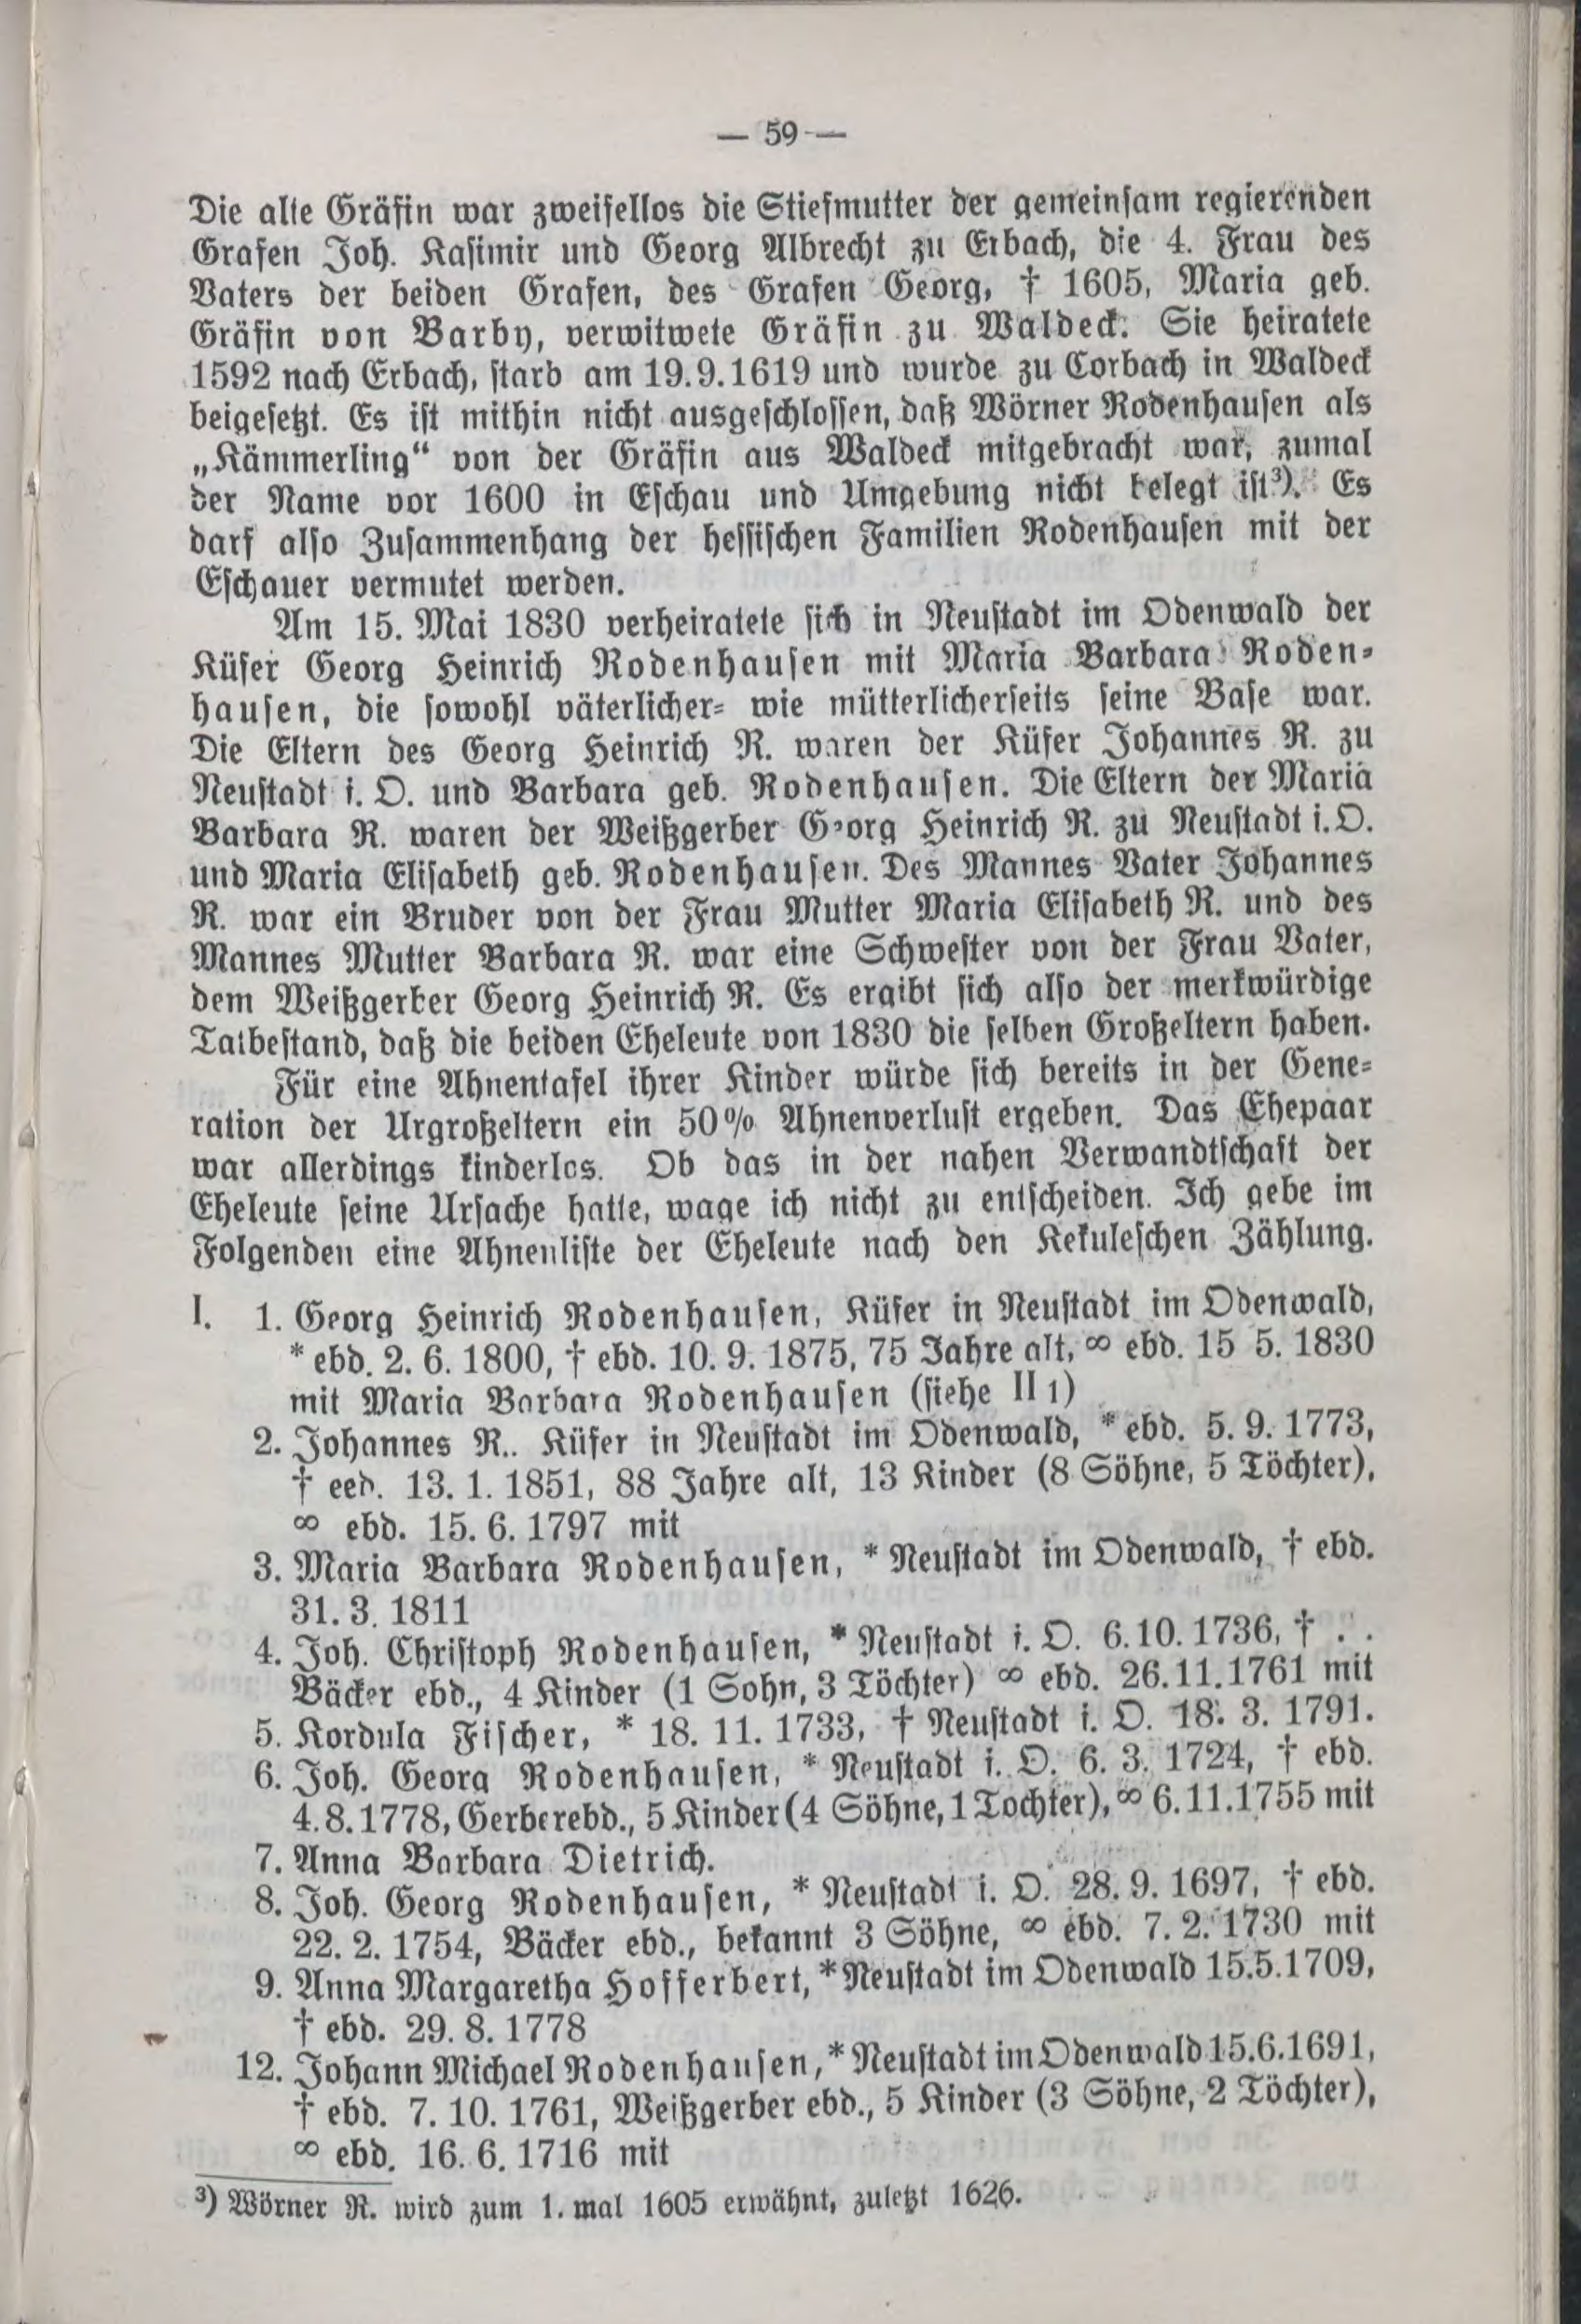 — 59 —
Die alte Gräfin war zweifellos die Stiefmutter der gemeinsam regierenden
Grafen Joh. Kasimir und Georg Albrecht zu Erbach, die 4. Frau des
Vaters der beiden Grafen, des Grafen Georg, † 1605, Maria geb.
Gräfin von Barby, verwitwete Gräfin zu Waldeck. Sie heiratete
1592 nach Erbach, starb am 19.9.1619 und wurde zu Corbach in Waldeck
beigesetzt. Es ist mithin nicht ausgeschlossen, daß Wörner Rodenhausen als
„Kämmerling“ von der Gräfin aus Waldeck mitgebracht war, zumal
der Name vor 1600 in Eschau und Umgebung nicht belegt ist³). Es
darf also Zusammenhang der hessischen Familien Rodenhausen mit der
Eschauer vermutet werden.
Am 15. Mai 1830 verheiratete sich in Neustadt im Odenwald der
Küfer Georg Heinrich Rodenhausen mit Maria Barbara Roden-
hausen, die sowohl väterlicher- wie mütterlicherseits seine Base war.
Die Eltern des Georg Heinrich R. waren der Küfer Johannes R. zu
Neustadt i. O. und Barbara geb. Rodenhausen. Die Eltern der Maria
Barbara R. waren der Weißgerber Georg Heinrich R. zu Neustadt i. O.
und Maria Elisabeth geb. Rodenhausen. Des Mannes Vater Johannes
R. war ein Bruder von der Frau Mutter Maria Elisabeth R. und des
Mannes Mutter Barbara R. war eine Schwester von der Frau Vater,
dem Weißgerber Georg Heinrich R. Es ergibt sich also der merkwürdige
Tatbestand, daß die beiden Eheleute von 1830 die selben Großeltern haben.
Für eine Ahnentafel ihrer Kinder würde sich bereits in der Gene-
ration der Urgroßeltern ein 50% Ahnenverlust ergeben. Das Ehepaar
war allerdings kinderlos. Ob das in der nahen Verwandtschaft der
Eheleute seine Ursache hatte, wage ich nicht zu entscheiden. Ich gebe im
Folgenden eine Ahnenliste der Eheleute nach den Kekuleschen Zählung.
I. 1. Georg Heinrich Rodenhausen, Küfer in Neustadt im Odenwald,
* ebd. 2. 6. 1800, † ebd. 10. 9. 1875, 75 Jahre alt, ∞ ebd. 15 5. 1830
mit Maria Barbara Rodenhausen (siehe II 1)
2. Johannes R.. Küfer in Neustadt im Odenwald, * ebd. 5. 9. 1773,
† eed. 13. 1. 1851, 88 Jahre alt, 13 Kinder (8 Söhne, 5 Töchter),
∞ ebd. 15. 6. 1797 mit
3. Maria Barbara Rodenhausen, * Neustadt im Odenwald, † ebd.
31. 3. 1811
4. Joh. Christoph Rodenhausen, * Neustadt i. O. 6. 10. 1736, † . .
Bäcker ebd., 4 Kinder (1 Sohn, 3 Töchter) ∞ ebd. 26. 11. 1761 mit
5. Kordula Fischer, * 18. 11. 1733, † Neustadt i. O. 18. 3. 1791.
6. Joh. Georg Rodenhausen, * Neustadt i. O. 6. 3. 1724, † ebd.
4. 8. 1778, Gerber ebd., 5 Kinder (4 Söhne, 1 Tochter), ∞ 6. 11. 1755 mit
7. Anna Barbara Dietrich.
8. Joh. Georg Rodenhausen, * Neustadt i. O. 28. 9. 1697, † ebd.
22. 2. 1754, Bäcker ebd., bekannt 3 Söhne, ∞ ebd. 7. 2. 1730 mit
9. Anna Margaretha Hofferbert, * Neustadt im Odenwald 15.5.1709,
† ebd. 29. 8. 1778
12. Johann Michael Rodenhausen, * Neustadt im Odenwald 15.6.1691,
† ebd. 7. 10. 1761, Weißgerber ebd., 5 Kinder (3 Söhne, 2 Töchter),
∞ ebd. 16. 6. 1716 mit
³) Wörner R. wird zum 1. mal 1605 erwähnt, zuletzt 1626.